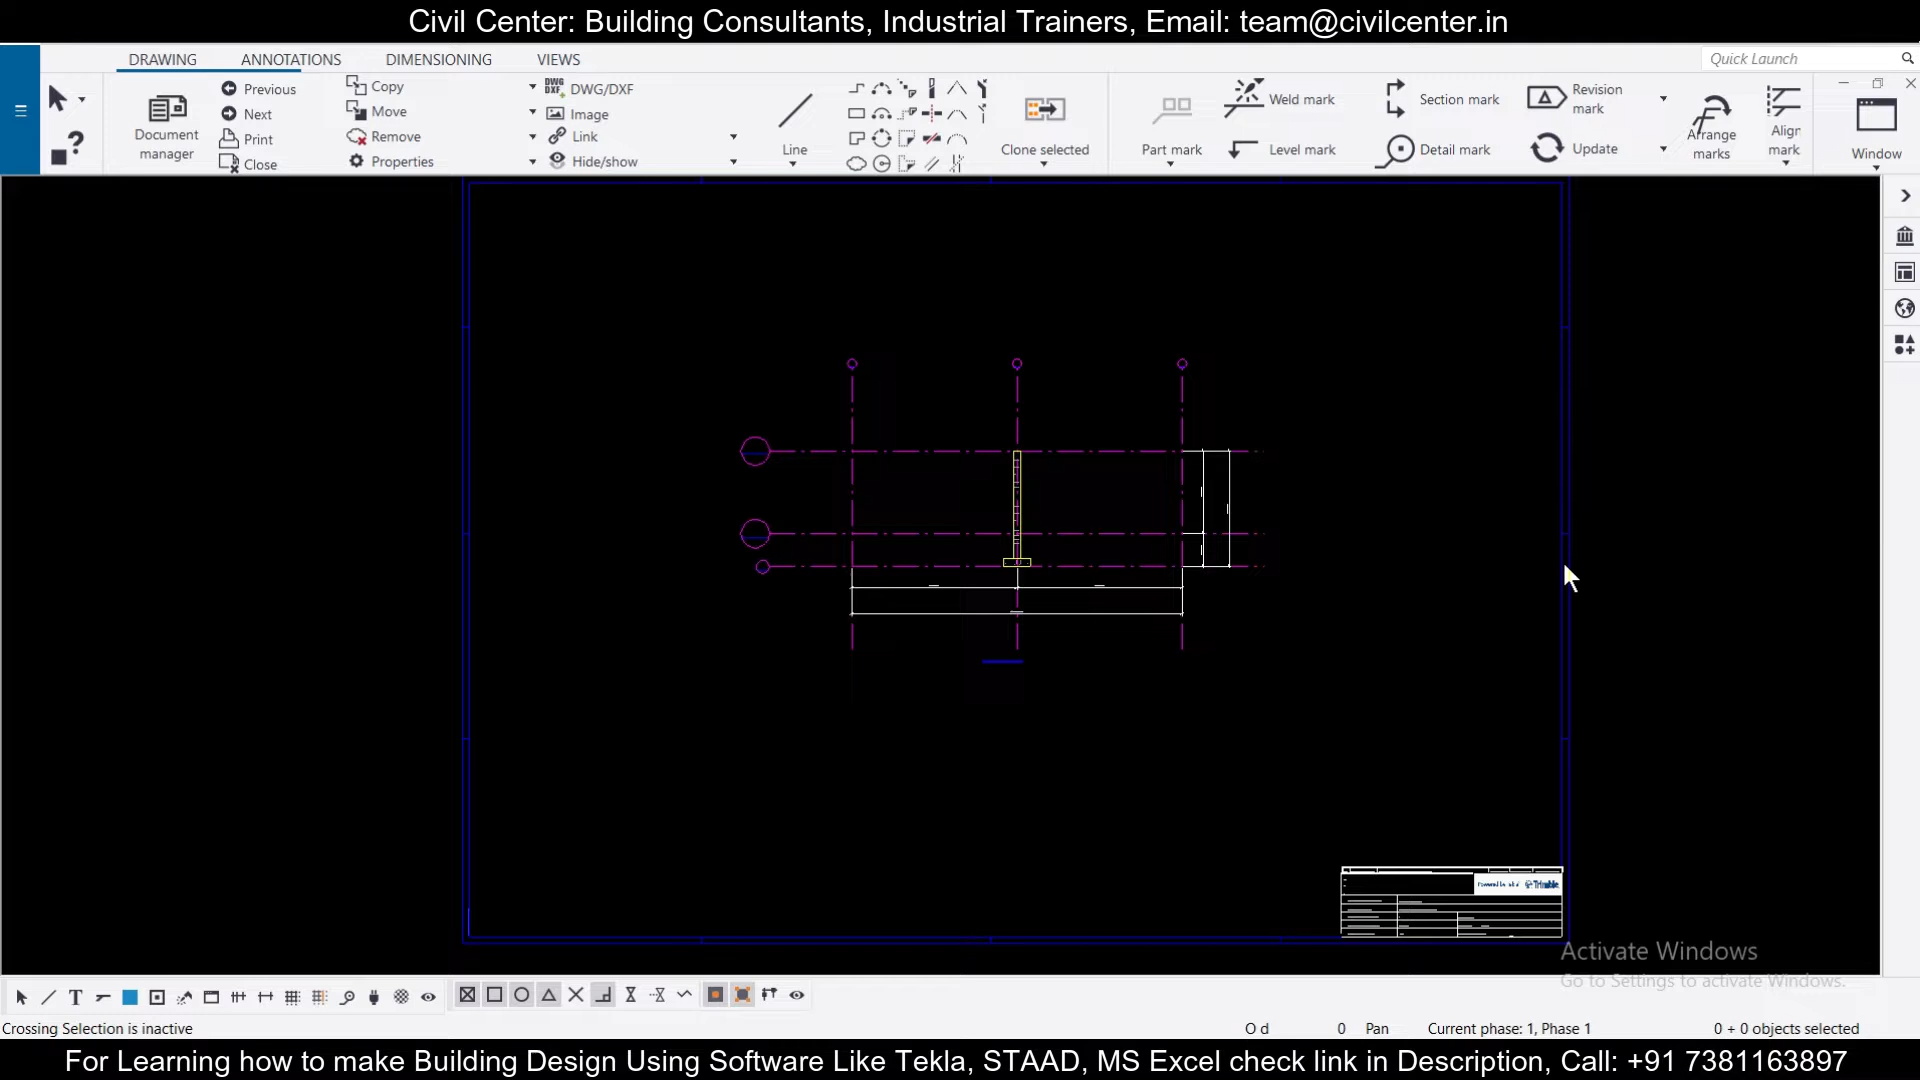 Civil Center: Building Consultants, Industrial Trainers, Email: team@civilcenter.in
DRAWING ANNOTATIONS DIMENSIONING VIEWS
Quick Launch
Document manager
Previous
Next
Print
Close
Copy
Move
Remove
Properties
DWG/DXF
Image
Link
Hide/show
Line
Clone selected
Part mark
Weld mark
Level mark
Section mark
Detail mark
Revision mark
Update
Arrange marks
Align mark
Window
Trimble
Activate Windows
Go to Settings to activate Windows.
Crossing Selection is inactive
O d 0 Pan Current phase: 1, Phase 1 0 + 0 objects selected
For Learning how to make Building Design Using Software Like Tekla, STAAD, MS Excel check link in Description, Call: +91 7381163897